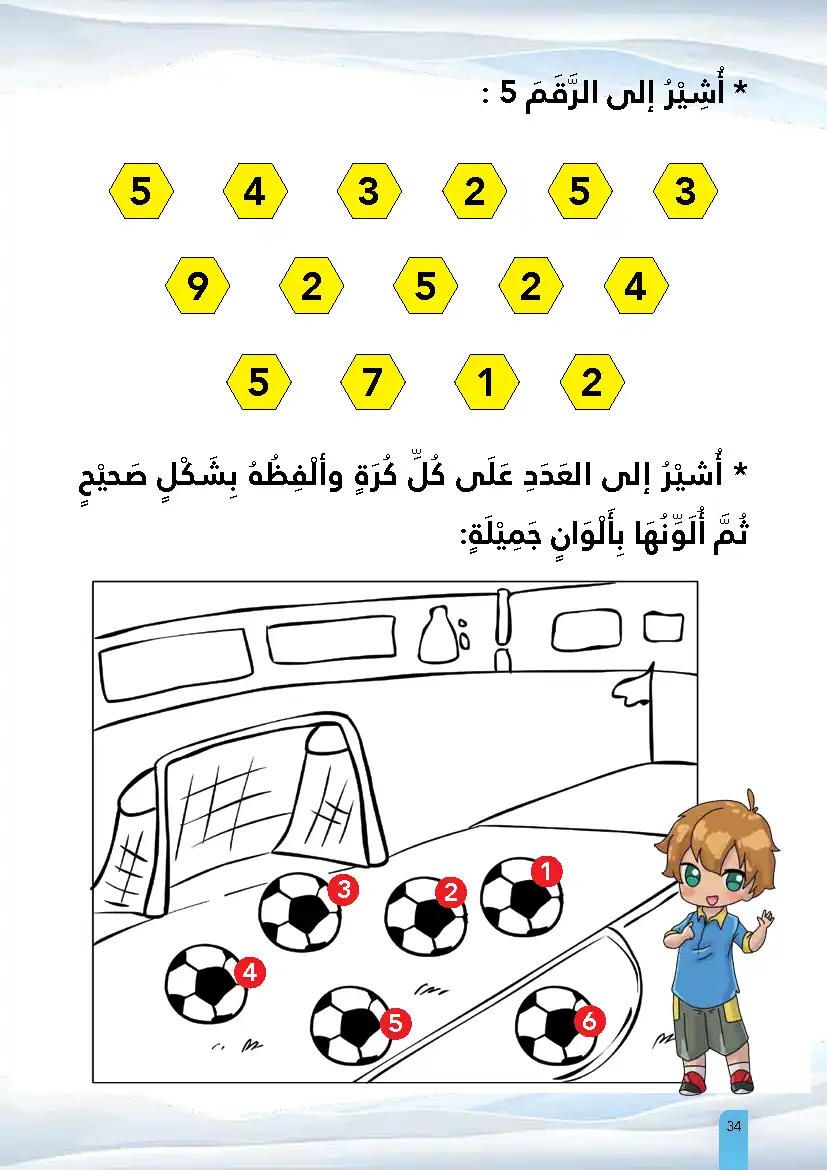 * أُشِيْرُ إلى الرَّقَمَ 5 :
5 4 3 2 5 3
9 2 5 2 4
5 7 1 2
* أُشيْرُ إلى العَدَدِ عَلَى كُلِّ كُرَةٍ وألْفِظُهُ بِشَكْلٍ صَحيْحٍ
ثُمَّ أُلَوِّنُهَا بِأَلْوَانٍ جَمِيْلَةٍ:
1
2
3
4
5
6
34